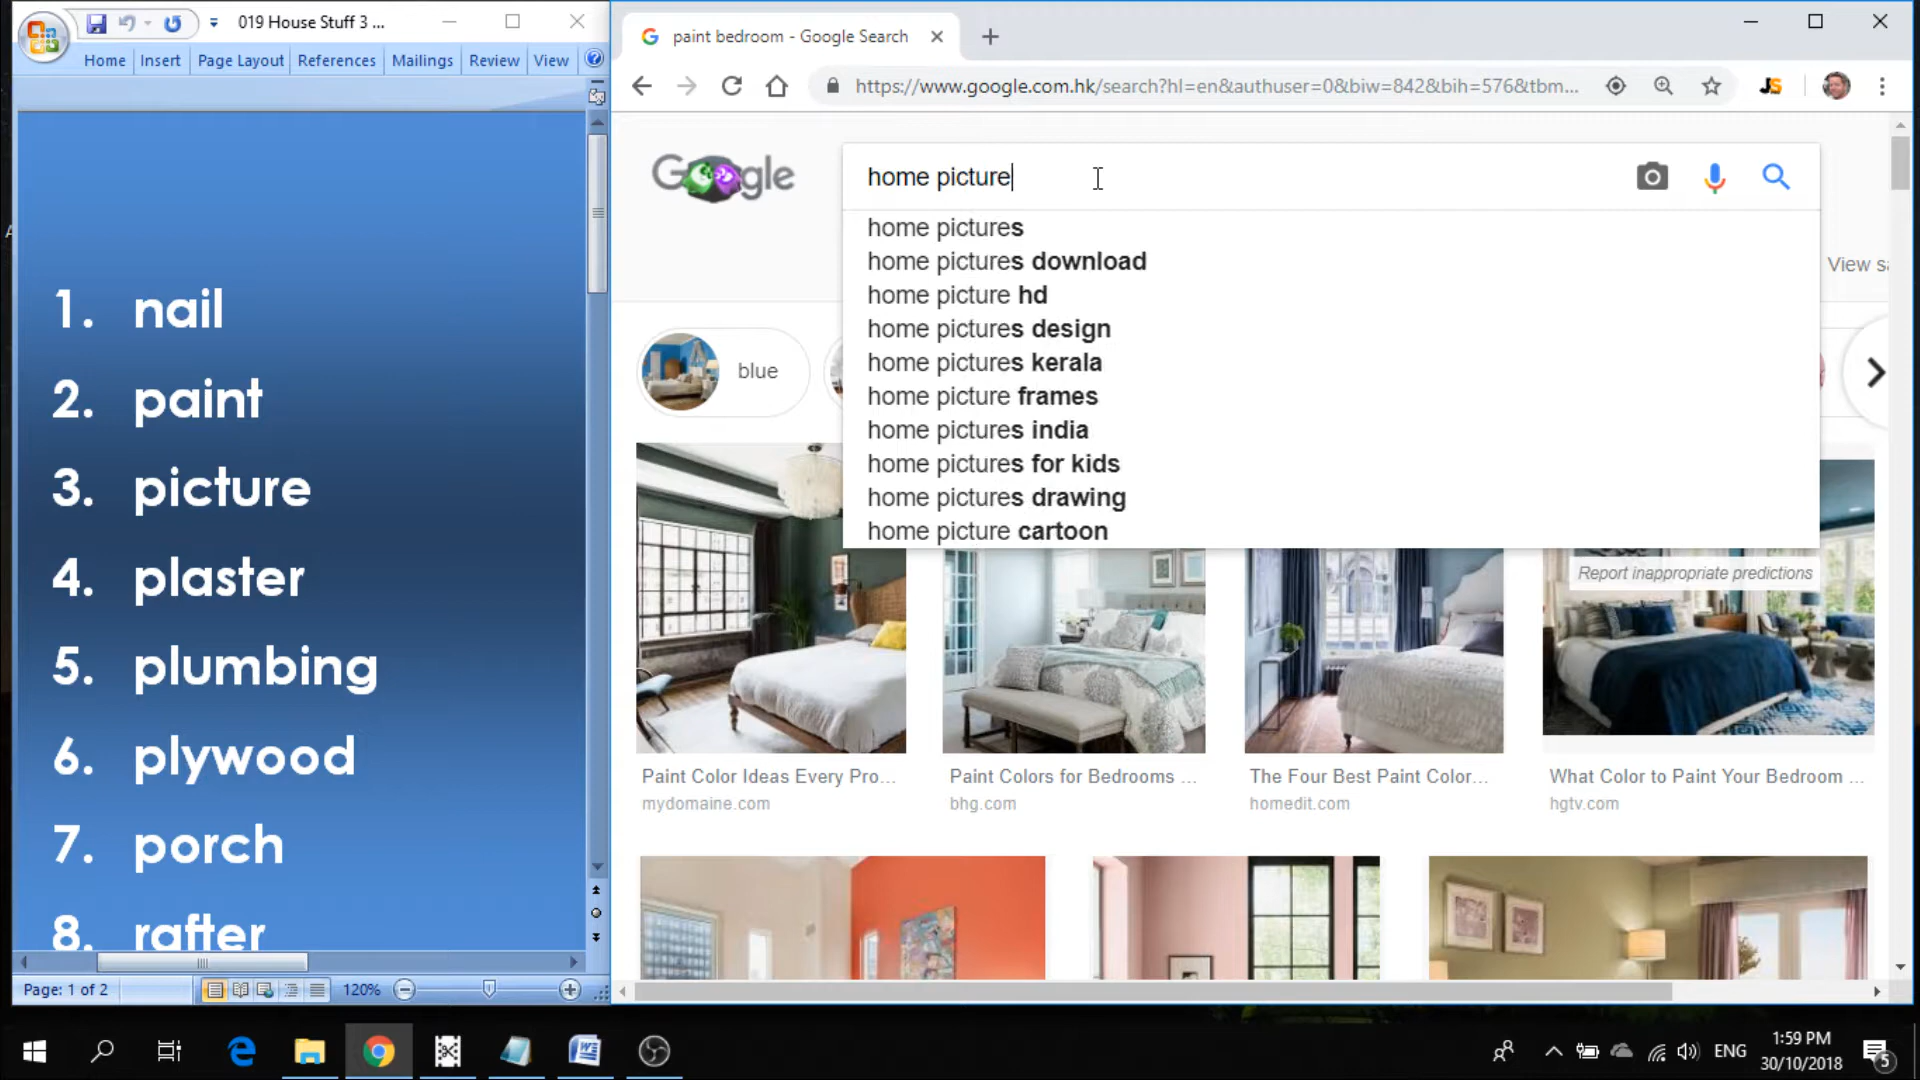 019 House Stuff 3 ...
Home Insert Page Layout References Mailings Review View
1. nail
2. paint
3. picture
4. plaster
5. plumbing
6. plywood
7. porch
8. rafter
Page: 1 of 2 120%
paint bedroom - Google Search
https://www.google.com.hk/search?hl=en&authuser=0&biw=842&bih=576&tbm...
JS
Google
home picture
home pictures
home pictures download
home picture hd
home pictures design
home pictures kerala
home picture frames
home pictures india
home pictures for kids
home pictures drawing
home picture cartoon
Report inappropriate predictions
View sa
blue
Paint Color Ideas Every Pro...
mydomaine.com
Paint Colors for Bedrooms ...
bhg.com
The Four Best Paint Color...
homedit.com
What Color to Paint Your Bedroom ...
hgtv.com
ENG
1:59 PM
30/10/2018
5